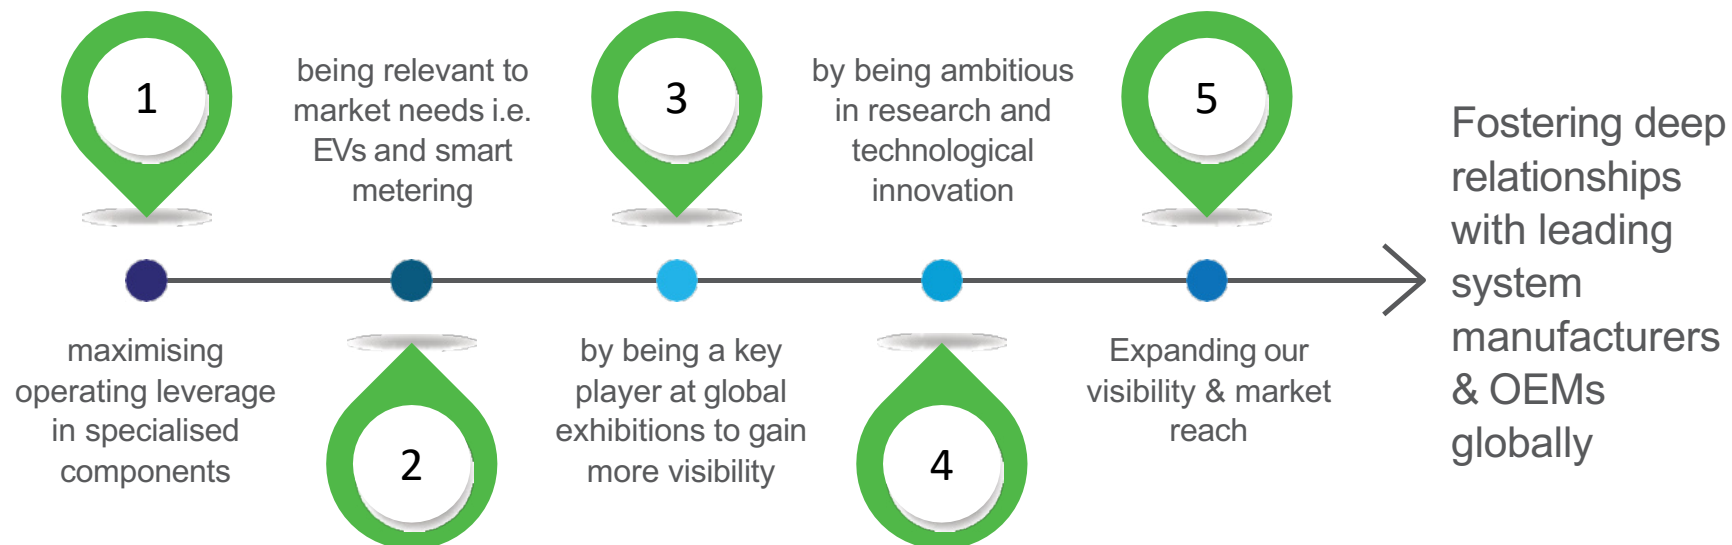 1
maximising
operating leverage
in specialised
components
being relevant to
market needs i.e.
EVs and smart
metering
2
3
by being a key
player at global
exhibitions to gain
more visibility
by being ambitious
in research and
technological
innovation
4
5
Expanding our
visibility & market
reach
Fostering deep
relationships
with leading
system
manufacturers
& OEMs
globally